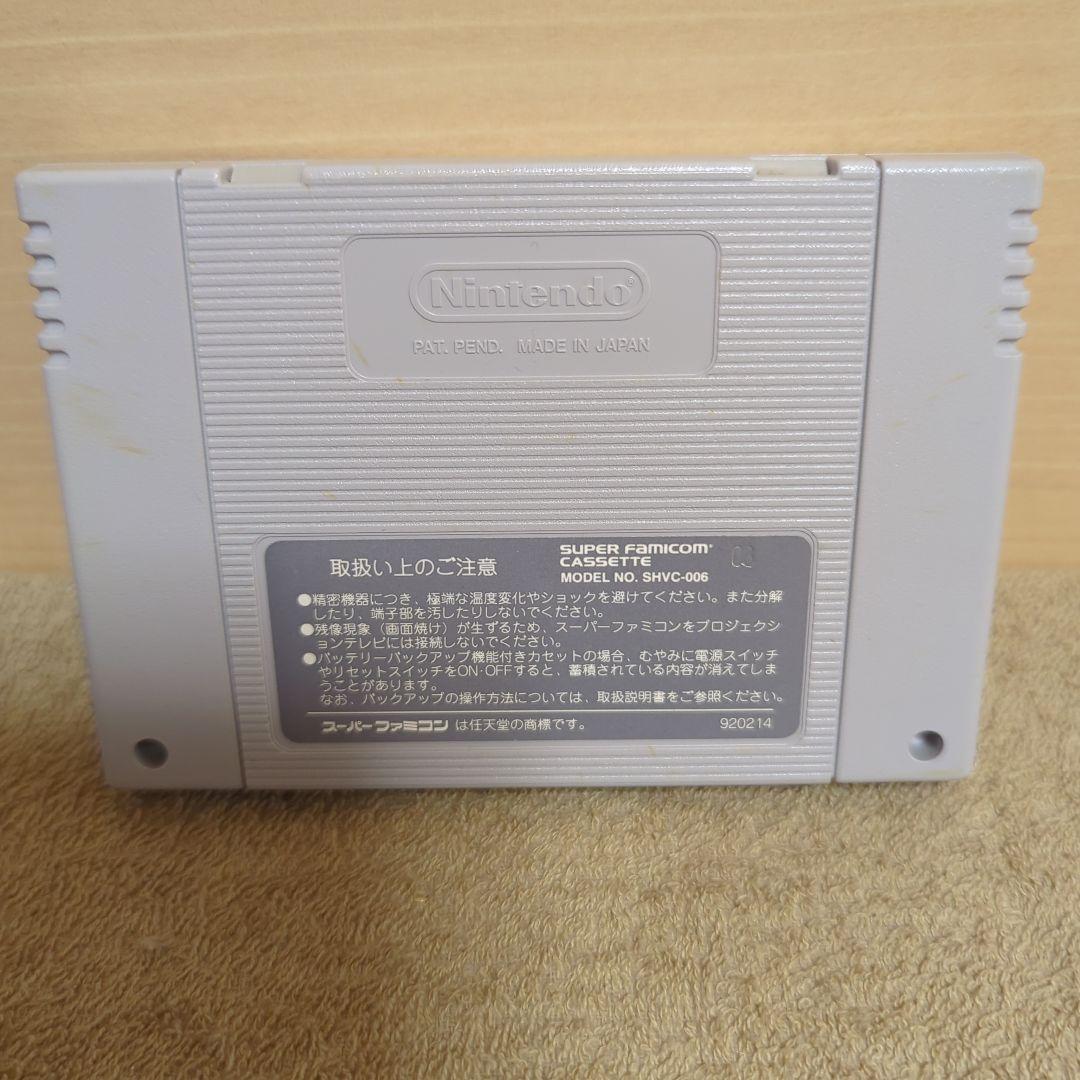 Nintendo®
PAT. PEND. MADE IN JAPAN
取扱い上のご注意
SUPER FAMICOM
CASSETTE
MODEL NO. SHVC-006
●精密機器につき、極端な温度変化やショックを避けてください。また分解
したり、端子部を汚したりしないでください。
●残像現象（画面焼け）が生ずるため、スーパーファミコンをプロジェクシ
ョンテレビには接続しないでください。
●バッテリーバックアップ機能付きカセットの場合、むやみに電源スイッチ
やリセットスイッチをON・OFFすると、蓄積されている内容が消えてしま
うことがあります。
なお、バックアップの操作方法については、取扱説明書をご参照ください。
スーパーファミコン は任天堂の商標です。
920214